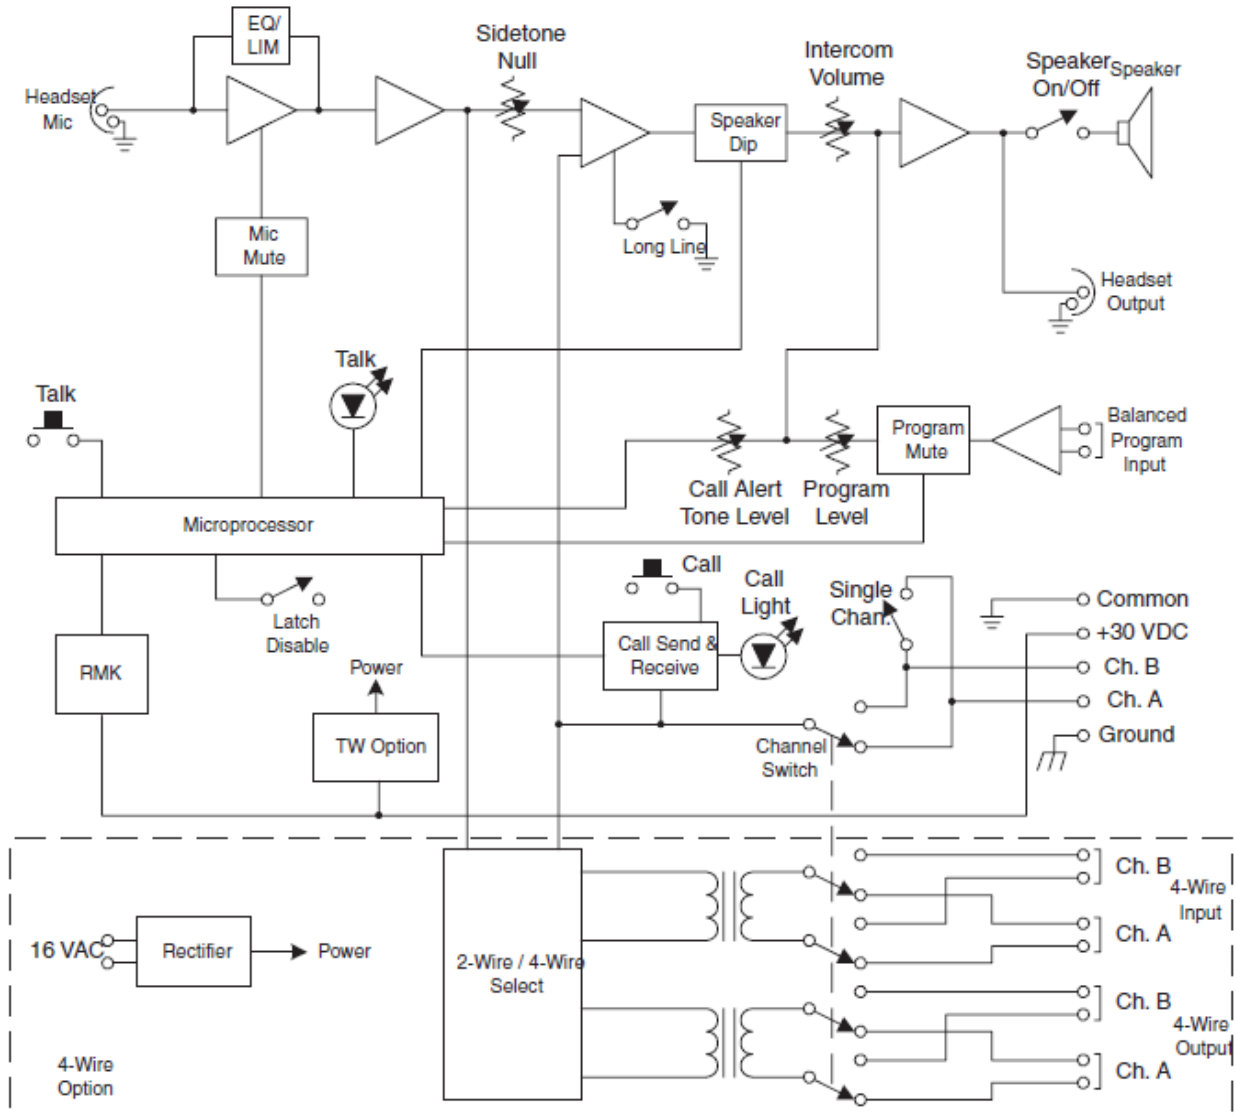 EQ/
LIM
Sidetone
Null
Intercom
Volume
Speaker
On/Off
Speaker
Headset
Mic
Speaker
Dip
Mic
Mute
Long Line
Headset
Output
Talk
Talk
Program
Mute
Balanced
Program
Input
Call Alert
Tone Level
Program
Level
Microprocessor
Call
Call
Light
Single
Chan.
Latch
Disable
Common
+30 VDC
Ch. B
Ch. A
Ground
RMK
Call Send &
Receive
Power
TW Option
Channel
Switch
Ch. B
4-Wire
Input
Ch. A
16 VAC
Rectifier
Power
2-Wire / 4-Wire
Select
Ch. B
4-Wire
Output
Ch. A
4-Wire
Option